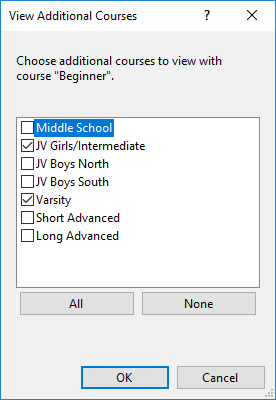 View Additional Courses
Choose additional courses to view with
course "Beginner".
Middle School
JV Girls/Intermediate
JV Boys North
JV Boys South
Varsity
Short Advanced
Long Advanced
All None
OK Cancel